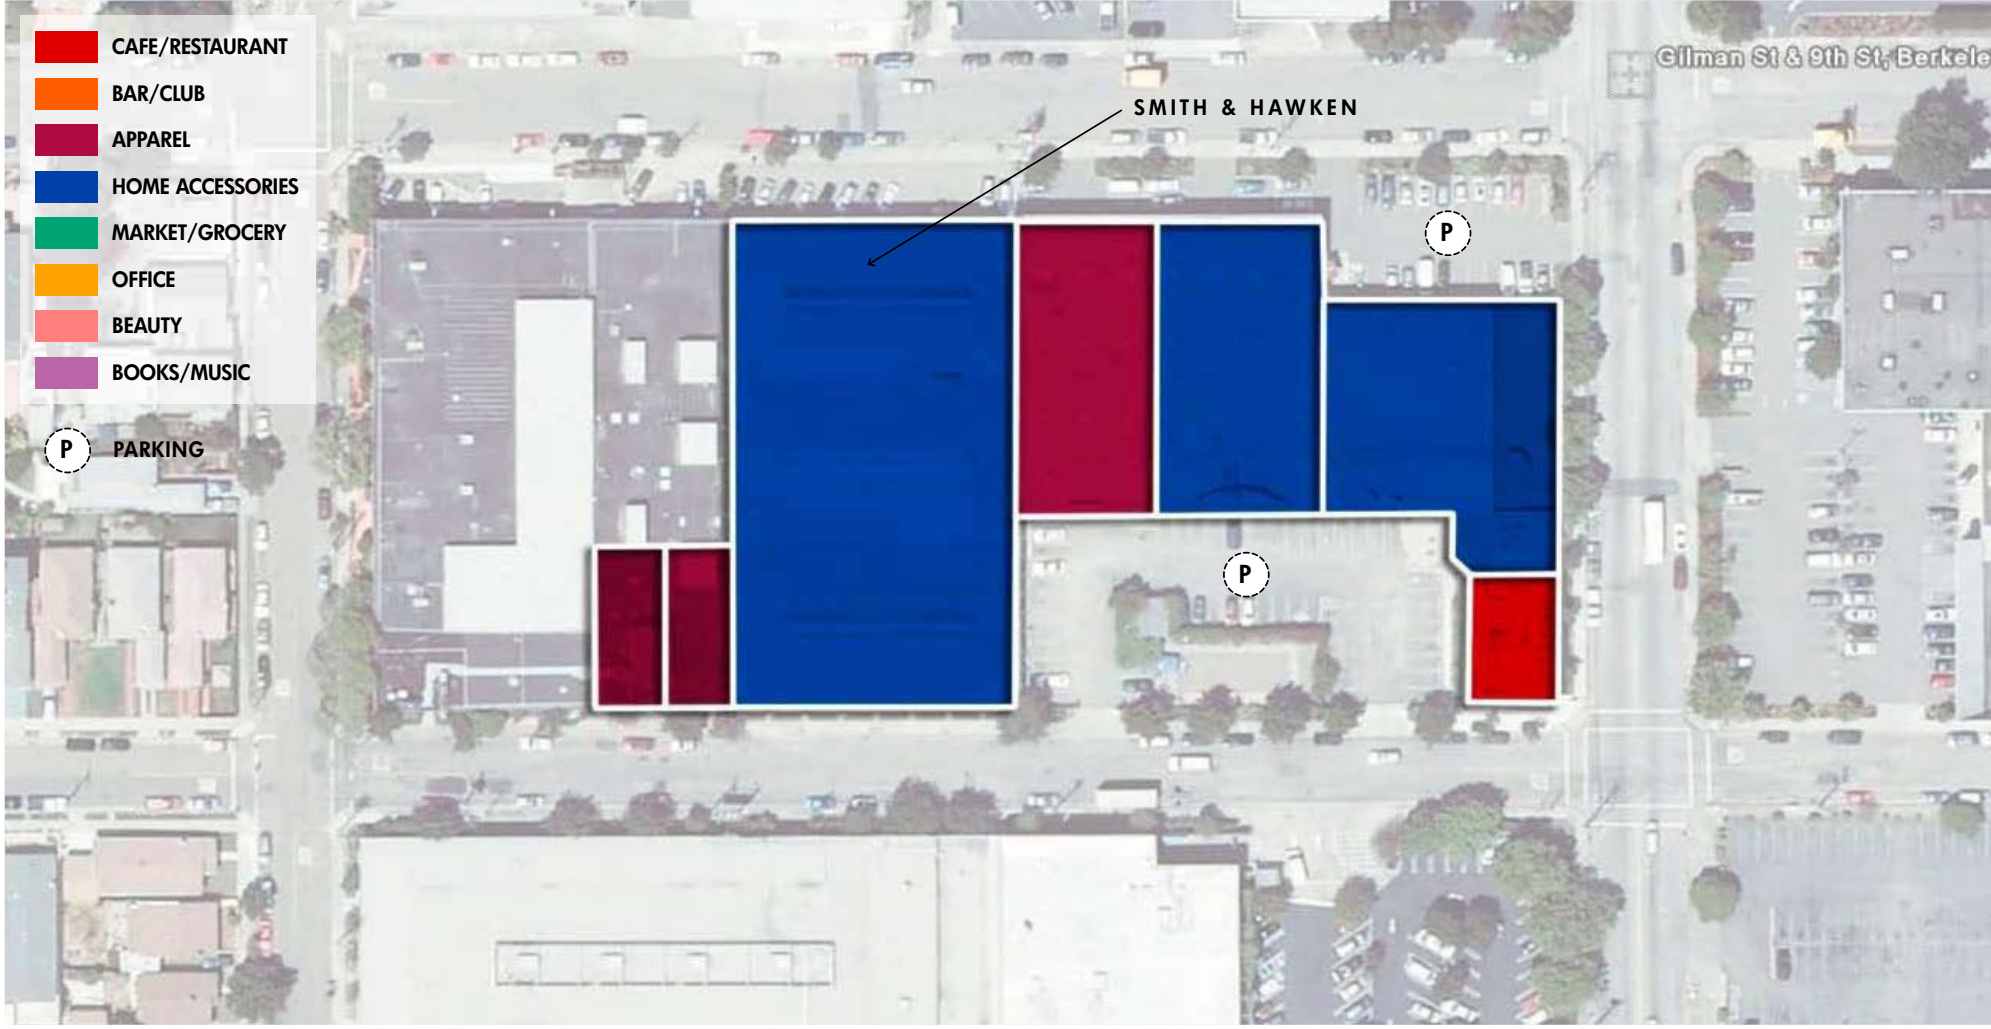 CAFE/RESTAURANT
BAR/CLUB
APPAREL
HOME ACCESSORIES
MARKET/GROCERY
OFFICE
BEAUTY
BOOKS/MUSIC
P PARKING
SMITH & HAWKEN
Gilman St & 9th St, Berkele
P
P